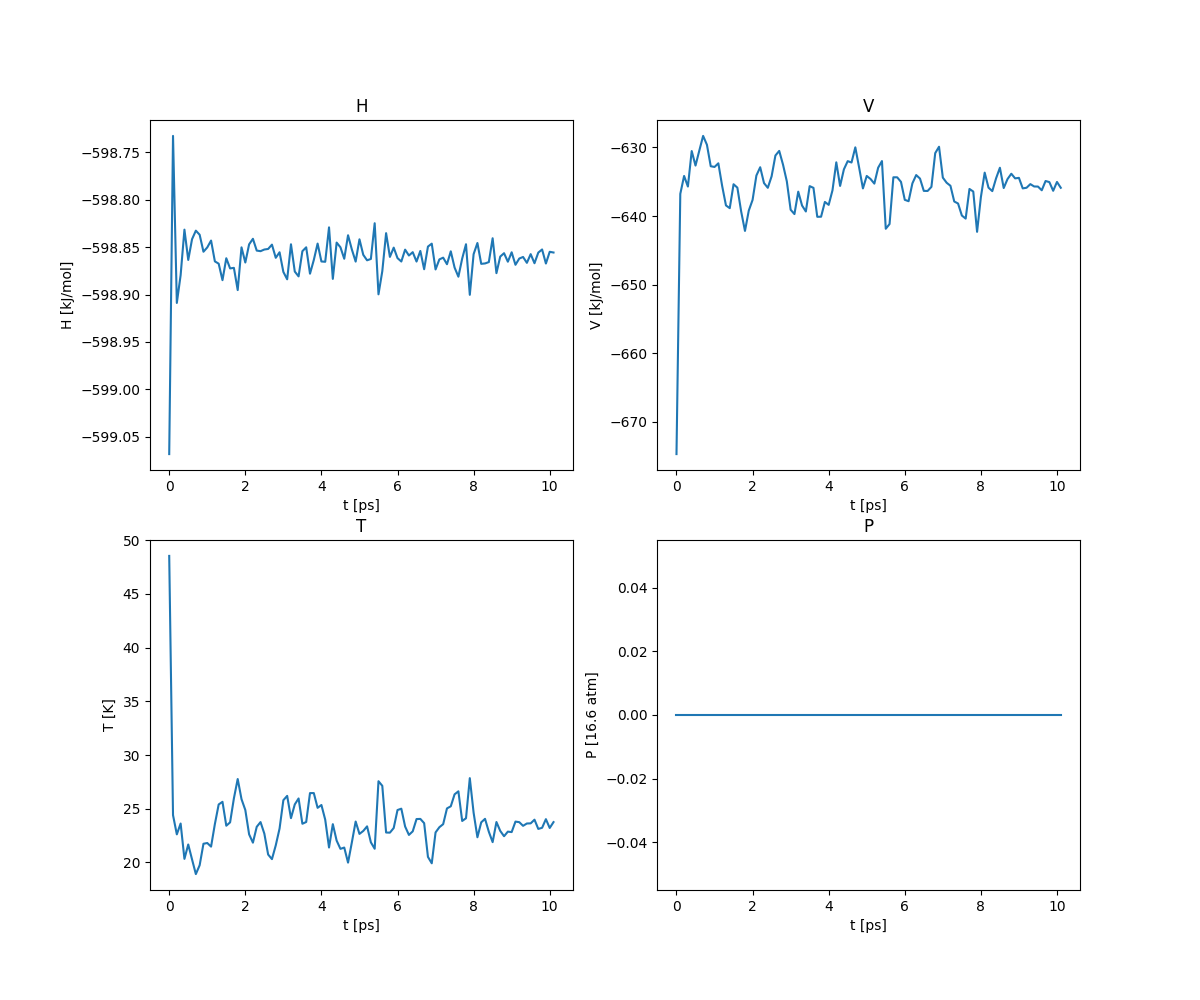 H
−598.75
−598.80
−598.85
−598.90
−598.95
−599.00
−599.05
H [kJ/mol]
0 2 4 6 8 10
t [ps]
V
−630
−640
−650
−660
−670
V [kJ/mol]
0 2 4 6 8 10
t [ps]
T
50
45
40
35
30
25
20
T [K]
0 2 4 6 8 10
t [ps]
P
0.04
0.02
0.00
−0.02
−0.04
P [16.6 atm]
0 2 4 6 8 10
t [ps]